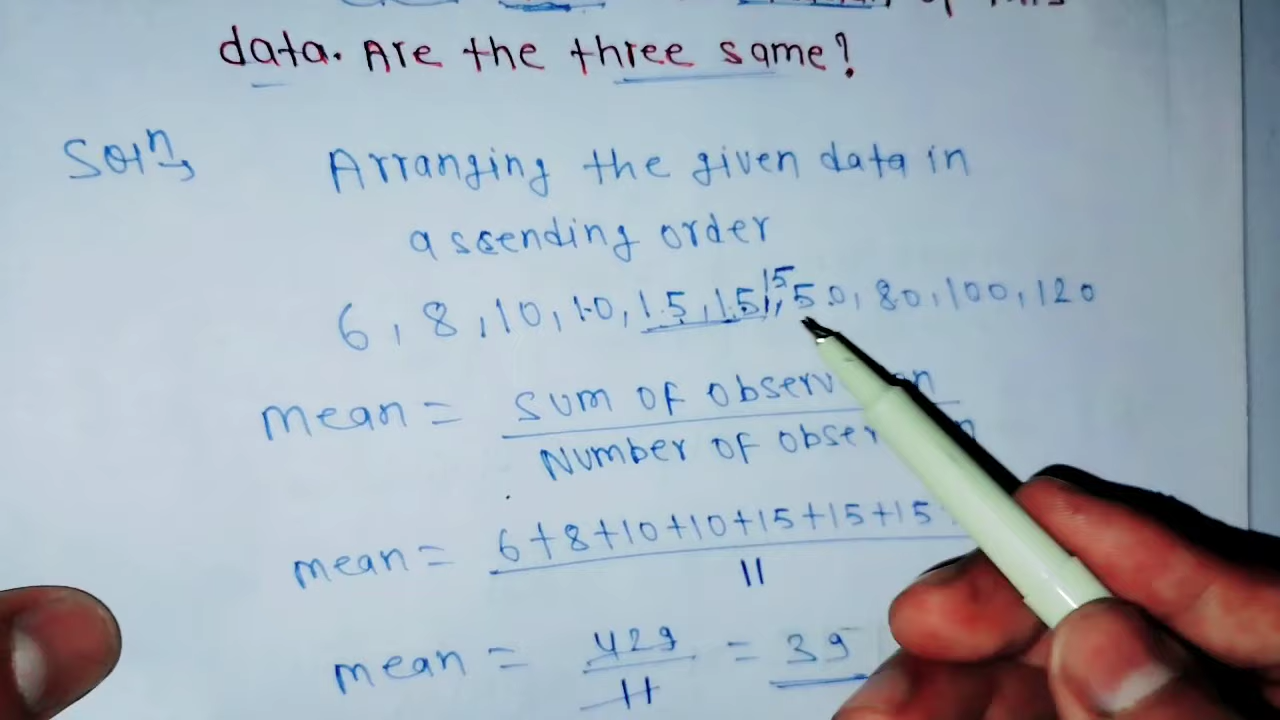 data. Are the three same?
Solⁿ, Arranging the given data in
ascending order
6, 8, 10, 10, 15, 15, 15, 50, 80, 100, 120
mean = sum of
Number of
mean = 6+8+10+10+15+15+15
11
mean = 429 = 39
11